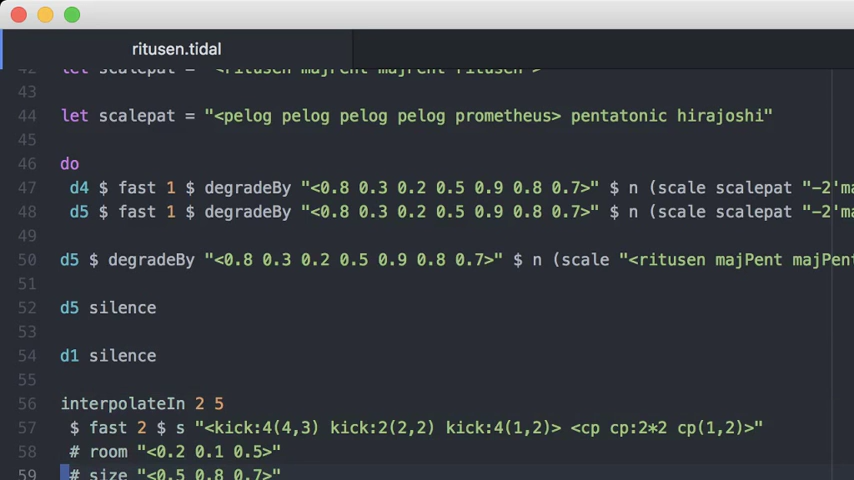 ritusen.tidal
42 let scalepat = "<ritusen majPent majPent ritusen>"
43
44 let scalepat = "<pelog pelog pelog pelog prometheus> pentatonic hirajoshi"
45
46 do
47 d4 $ fast 1 $ degradeBy "<0.8 0.3 0.2 0.5 0.9 0.8 0.7>" $ n (scale scalepat "-2'ma
48 d5 $ fast 1 $ degradeBy "<0.8 0.3 0.2 0.5 0.9 0.8 0.7>" $ n (scale scalepat "-2'ma
49
50 d5 $ degradeBy "<0.8 0.3 0.2 0.5 0.9 0.8 0.7>" $ n (scale "<ritusen majPent majPent
51
52 d5 silence
53
54 d1 silence
55
56 interpolateIn 2 5
57 $ fast 2 $ s "<kick:4(4,3) kick:2(2,2) kick:4(1,2)> <cp cp:2*2 cp(1,2)>"
58 # room "<0.2 0.1 0.5>"
59 # size "<0.5 0.8 0.7>"